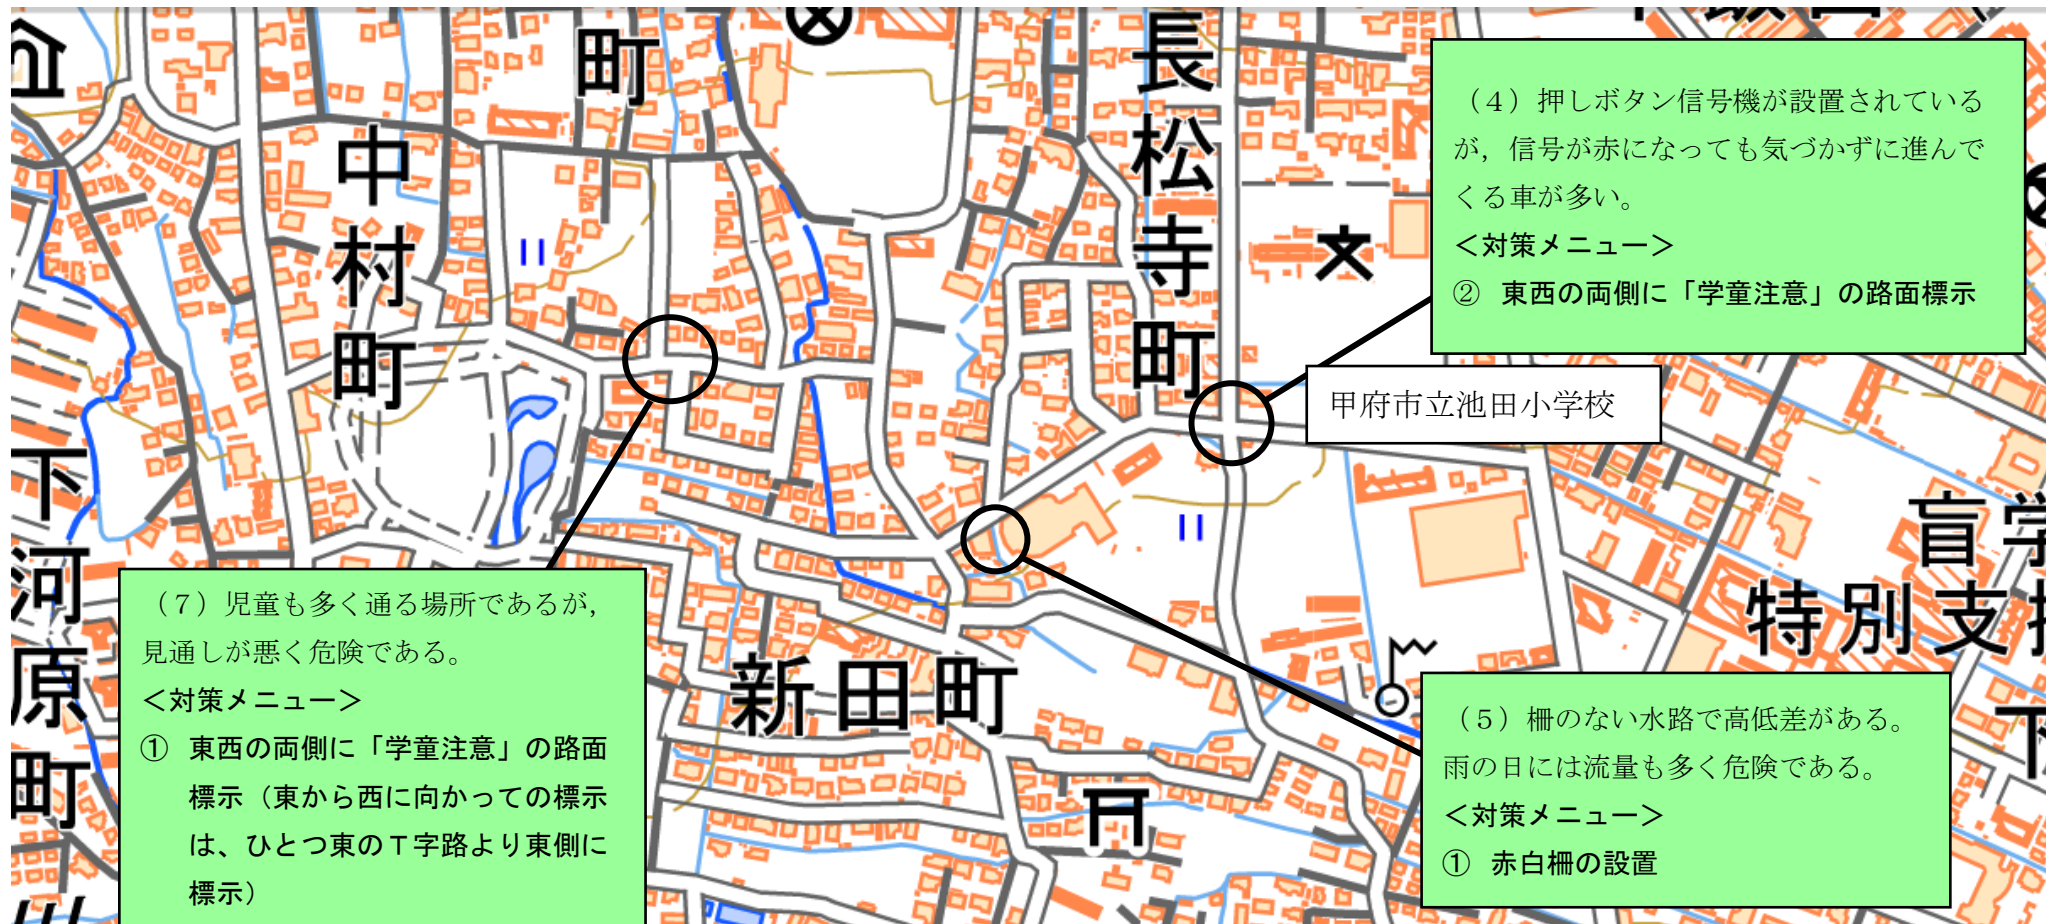 町
長松寺町
中村町
（４）押しボタン信号機が設置されている
が，信号が赤になっても気づかずに進んで
くる車が多い。
＜対策メニュー＞
② 東西の両側に「学童注意」の路面標示
甲府市立池田小学校
下河原町
盲学
特別支
新田町
（７）児童も多く通る場所であるが，
見通しが悪く危険である。
＜対策メニュー＞
① 東西の両側に「学童注意」の路面
標示（東から西に向かっての標示
は、ひとつ東のＴ字路より東側に
標示）
（５）柵のない水路で高低差がある。
雨の日には流量も多く危険である。
＜対策メニュー＞
① 赤白柵の設置